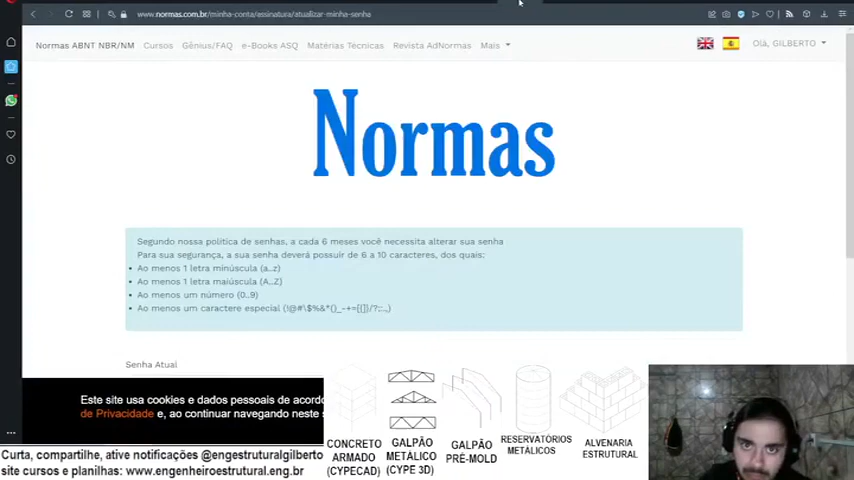 www.normas.com.br/minha-conta/assinatura/atualizar-minha-senha
Normas ABNT NBR/NM Cursos Gênius/FAQ e-Books ASQ Matérias Técnicas Revista AdNormas Mais Olá, GILBERTO
Normas
Segundo nossa política de senhas, a cada 6 meses você necessita alterar sua senha
Para sua segurança, a sua senha deverá possuir de 6 a 10 caracteres, dos quais:
Ao menos 1 letra minúscula (a..z)
Ao menos 1 letra maiúscula (A..Z)
Ao menos um número (0..9)
Ao menos um caractere especial
Senha Atual
Este site usa cookies e dados pessoais de acordo
de Privacidade e, ao continuar navegando neste s
Curta, compartilhe, ative notificações @engestruturalgilberto
site cursos e planilhas: www.engenheiroestrutural.eng.br
CONCRETO
ARMADO
(CYPECAD)
GALPÃO
METÁLICO
(CYPE 3D)
GALPÃO
PRÉ-MOLD
RESERVATÓRIOS
METÁLICOS
ALVENARIA
ESTRUTURAL